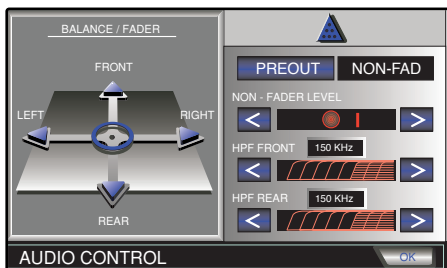 BALANCE / FADER
FRONT
LEFT
RIGHT
REAR
PREOUT NON-FAD
NON - FADER LEVEL
HPF FRONT 150 KHz
HPF REAR 150 KHz
AUDIO CONTROL
OK